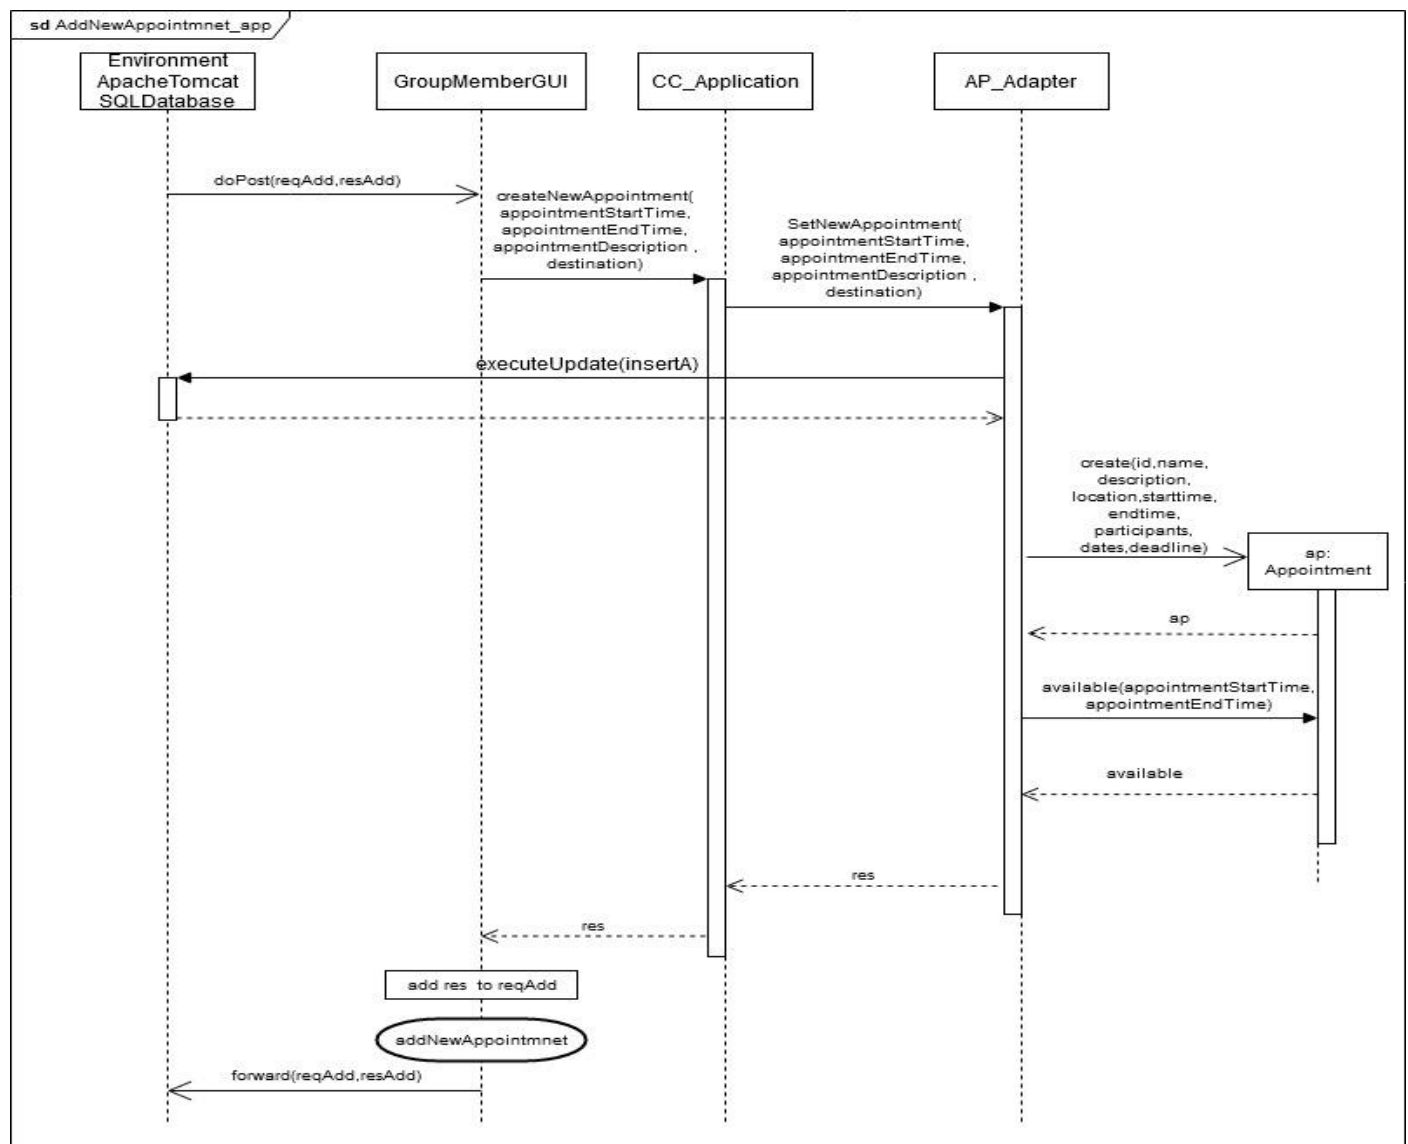 sd AddNewAppointmnet_app
Environment
ApacheTomcat
SQLDatabase
GroupMemberGUI
CC_Application
AP_Adapter
doPost(reqAdd,resAdd)
createNewAppointment(
appointmentStartTime,
appointmentEndTime,
appointmentDescription ,
destination)
SetNewAppointment(
appointmentStartTime,
appointmentEndTime,
appointmentDescription ,
destination)
executeUpdate(insertA)
create(id,name,
description,
location,starttime,
endtime,
participants,
dates,deadline)
ap:
Appointment
ap
available(appointmentStartTime,
appointmentEndTime)
available
res
res
add res to reqAdd
addNewAppointmnet
forward(reqAdd,resAdd)